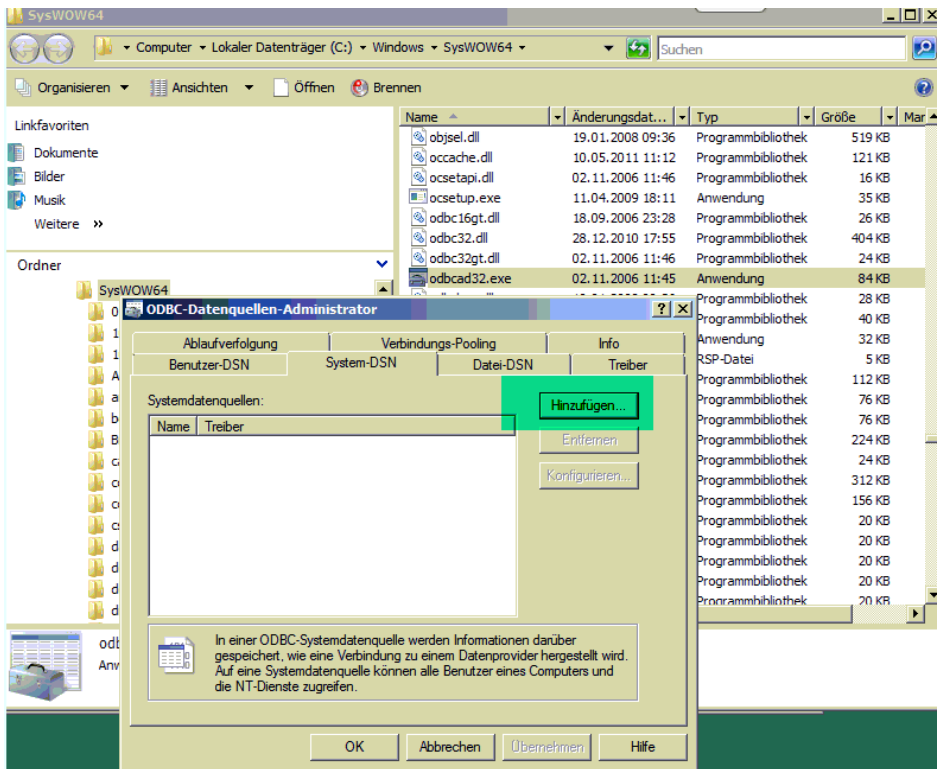 SysWOW64
Computer Lokaler Datenträger (C:) Windows SysWOW64
Suchen
Organisieren Ansichten Öffnen Brennen
Linkfavoriten
Dokumente
Bilder
Musik
Weitere >>
Ordner
SysWOW64
Name Änderungsdat... Typ Größe Mar
objsel.dll 19.01.2008 09:36 Programmbibliothek 519 KB
occache.dll 10.05.2011 11:12 Programmbibliothek 121 KB
ocsetapi.dll 02.11.2006 11:46 Programmbibliothek 16 KB
ocsetup.exe 11.04.2009 18:11 Anwendung 35 KB
odbc16gt.dll 18.09.2006 23:28 Programmbibliothek 26 KB
odbc32.dll 28.12.2010 17:55 Programmbibliothek 404 KB
odbc32gt.dll 02.11.2006 11:46 Programmbibliothek 24 KB
odbcad32.exe 02.11.2006 11:45 Anwendung 84 KB
Programmbibliothek 28 KB
Programmbibliothek 40 KB
Anwendung 32 KB
RSP-Datei 5 KB
Programmbibliothek 112 KB
Programmbibliothek 76 KB
Programmbibliothek 76 KB
Programmbibliothek 224 KB
Programmbibliothek 24 KB
Programmbibliothek 312 KB
Programmbibliothek 156 KB
Programmbibliothek 20 KB
Programmbibliothek 20 KB
Programmbibliothek 20 KB
Programmbibliothek 20 KB
Programmbibliothek 20 KB
ODBC-Datenquellen-Administrator
Ablaufverfolgung Verbindungs-Pooling Info
Benutzer-DSN System-DSN Datei-DSN Treiber
Systemdatenquellen:
Name Treiber
Hinzufügen...
Entfernen
Konfigurieren...
In einer ODBC-Systemdatenquelle werden Informationen darüber
gespeichert, wie eine Verbindung zu einem Datenprovider hergestellt wird.
Auf eine Systemdatenquelle können alle Benutzer eines Computers und
die NT-Dienste zugreifen.
OK Abbrechen Übernehmen Hilfe